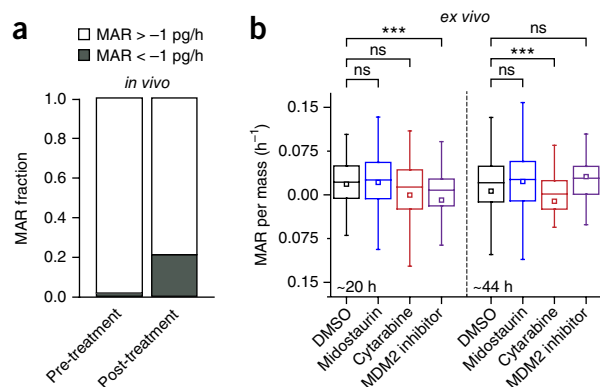 a
MAR > –1 pg/h
MAR < –1 pg/h
in vivo
1.0
0.8
0.6
0.4
0.2
0.0
MAR fraction
Pre-treatment
Post-treatment
b
ex vivo
***
ns
ns
ns
***
ns
0.15
0.075
0.00
0.075
0.15
MAR per mass (h⁻¹)
~20 h
~44 h
DMSO
Midostaurin
Cytarabine
MDM2 inhibitor
DMSO
Midostaurin
Cytarabine
MDM2 inhibitor